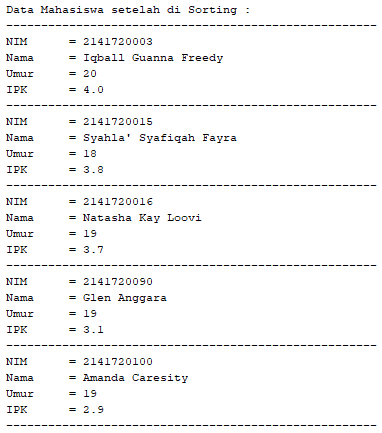 Data Mahasiswa setelah di Sorting :
-----------------------------------------------------
NIM = 2141720003
Nama = Iqball Guanna Freedy
Umur = 20
IPK = 4.0
-----------------------------------------------------
NIM = 2141720015
Nama = Syahla' Syafiqah Fayra
Umur = 18
IPK = 3.8
-----------------------------------------------------
NIM = 2141720016
Nama = Natasha Kay Loovi
Umur = 19
IPK = 3.7
-----------------------------------------------------
NIM = 2141720090
Nama = Glen Anggara
Umur = 19
IPK = 3.1
-----------------------------------------------------
NIM = 2141720100
Nama = Amanda Caresity
Umur = 19
IPK = 2.9
-----------------------------------------------------